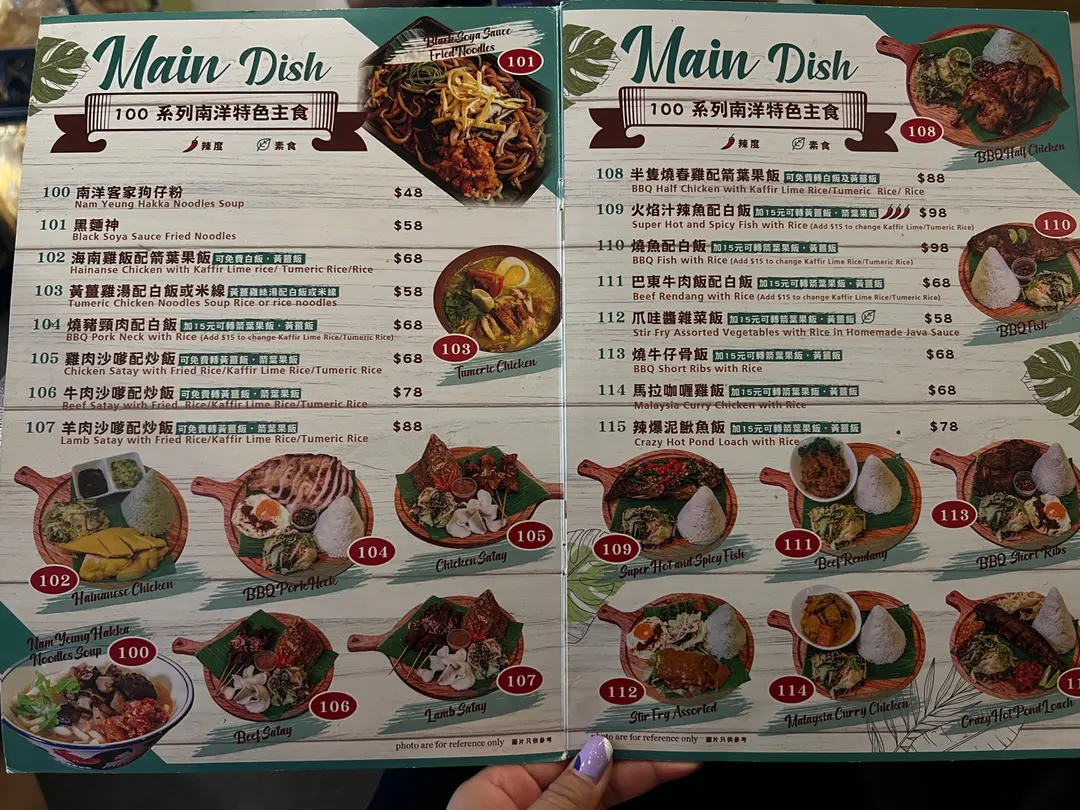 Main Dish
100 系列南洋特色主食
辣度 素食
Black Soya Sauce
Fried Noodles
101
100 南洋客家狗仔粉 $48
Nam Yeung Hakka Noodles Soup
101 黑麵神 $58
Black Soya Sauce Fried Noodles
102 海南雞飯配箭葉果飯 可免費白飯·黃薑飯 $68
Hainanse Chicken with Kaffir Lime rice/ Tumeric Rice/Rice
103 黃薑雞湯配白飯或米線 黃薑雞絲湯配白飯或米線 $58
Tumeric Chicken Noodles Soup Rice or rice noodles
104 燒豬頸肉配白飯 加15元可轉箭葉果飯·黃薑飯 $68
BBQ Pork Neck with Rice (Add $15 to change Kaffir Lime Rice/Tumeric Rice)
105 雞肉沙嗲配炒飯 可免費轉黃薑飯·箭葉果飯 $68
Chicken Satay with Fried Rice/Kaffir Lime Rice/Tumeric Rice
106 牛肉沙嗲配炒飯 可免費轉黃薑飯·箭葉果飯 $78
Beef Satay wirh Fried Rice/Kaffir Lime Rice/Tumeric Rice
107 羊肉沙嗲配炒飯 可免費轉黃薑飯·箭葉果飯 $88
Lamb Satay with Fried Rice/Kaffir Lime Rice/Tumeric Rice
103
Tumeric Chicken
102
Hainanese Chicken
104
BBQ Pork Neck
105
Chicken Satay
Nam Yeung Hakka
Noodles Soup
100
106
Beef Satay
107
Lamb Satay
photo are for reference only 圖片只供參考
Main Dish
100 系列南洋特色主食
辣度 素食
108
BBQ Half Chicken
108 半隻燒春雞配箭葉果飯 可免費轉白飯及黃薑飯 $88
BBQ Half Chicken with Kaffir Lime Rice/Tumeric Rice/ Rice
109 火焰汁辣魚配白飯 加15元可轉黃薑飯·箭葉果飯 $98
Super Hot and Spicy Fish with Rice (Add $15 to change Kaffir Lime/Tumeric Rice)
110 燒魚配白飯 加15元可轉箭葉果飯·黃薑飯 $98
BBQ Fish with Rice (Add $15 to change Kaffir Lime Rice/Tumeric Rice)
111 巴東牛肉飯配白飯 加15元可轉箭葉果飯·黃薑飯 $68
Beef Rendang with Rice (Add $15 to change Kaffir Lime Rice/Tumeric Rice)
112 爪哇醬雜菜飯 加15元可轉箭葉果飯·黃薑飯 $58
Stir Fry Assorted Vegetables with Rice in Homemade Java Sauce
113 燒牛仔骨飯 加15元可轉箭葉果飯·黃薑飯 $68
BBQ Short Ribs with Rice
114 馬拉咖喱雞飯 加15元可轉箭葉果飯·黃薑飯 $68
Malaysia Curry Chicken with Rice
115 辣爆泥鰍魚飯 加15元可轉箭葉果飯·黃薑飯 $78
Crazy Hot Pond Loach with Rice
110
BBQ Fish
109
Super Hot and Spicy Fish
111
Beef Rendang
113
BBQ Short Ribs
112
Stir Fry Assorted
114
Malaysia Curry Chicken
Crazy Hot Pond Loach
photo are for reference only 圖片只供參考